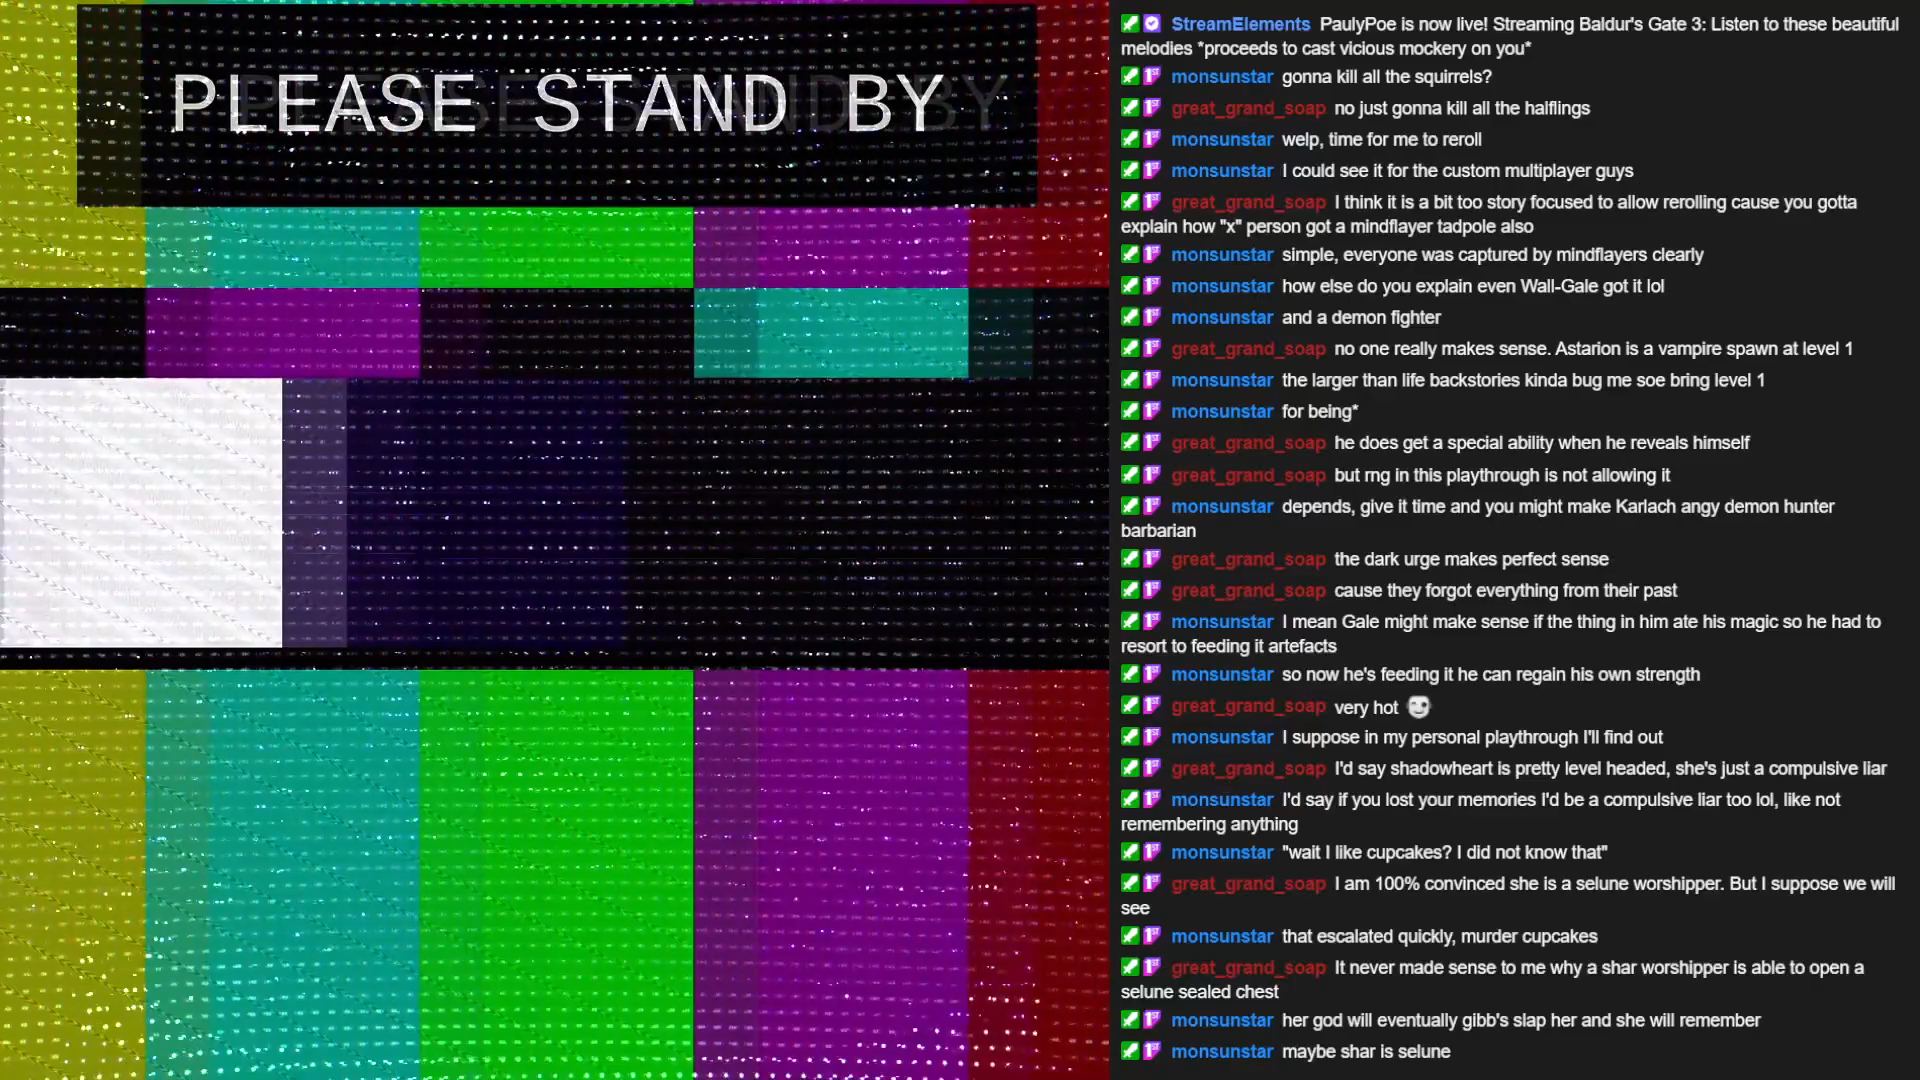 PLEASE STAND BY
StreamElements PaulyPoe is now live! Streaming Baldur's Gate 3: Listen to these beautiful
melodies *proceeds to cast vicious mockery on you*
monsunstar gonna kill all the squirrels?
great_grand_soap no just gonna kill all the halflings
monsunstar welp, time for me to reroll
monsunstar I could see it for the custom multiplayer guys
great_grand_soap I think it is a bit too story focused to allow rerolling cause you gotta
explain how "x" person got a mindflayer tadpole also
monsunstar simple, everyone was captured by mindflayers clearly
monsunstar how else do you explain even Wall-Gale got it lol
monsunstar and a demon fighter
great_grand_soap no one really makes sense. Astarion is a vampire spawn at level 1
monsunstar the larger than life backstories kinda bug me soe bring level 1
monsunstar for being*
great_grand_soap he does get a special ability when he reveals himself
great_grand_soap but rng in this playthrough is not allowing it
monsunstar depends, give it time and you might make Karlach angy demon hunter
barbarian
great_grand_soap the dark urge makes perfect sense
great_grand_soap cause they forgot everything from their past
monsunstar I mean Gale might make sense if the thing in him ate his magic so he had to
resort to feeding it artefacts
monsunstar so now he's feeding it he can regain his own strength
great_grand_soap very hot
monsunstar I suppose in my personal playthrough I'll find out
great_grand_soap I'd say shadowheart is pretty level headed, she's just a compulsive liar
monsunstar I'd say if you lost your memories I'd be a compulsive liar too lol, like not
remembering anything
monsunstar "wait I like cupcakes? I did not know that"
great_grand_soap I am 100% convinced she is a selune worshipper. But I suppose we will
see
monsunstar that escalated quickly, murder cupcakes
great_grand_soap It never made sense to me why a shar worshipper is able to open a
selune sealed chest
monsunstar her god will eventually gibb's slap her and she will remember
monsunstar maybe shar is selune